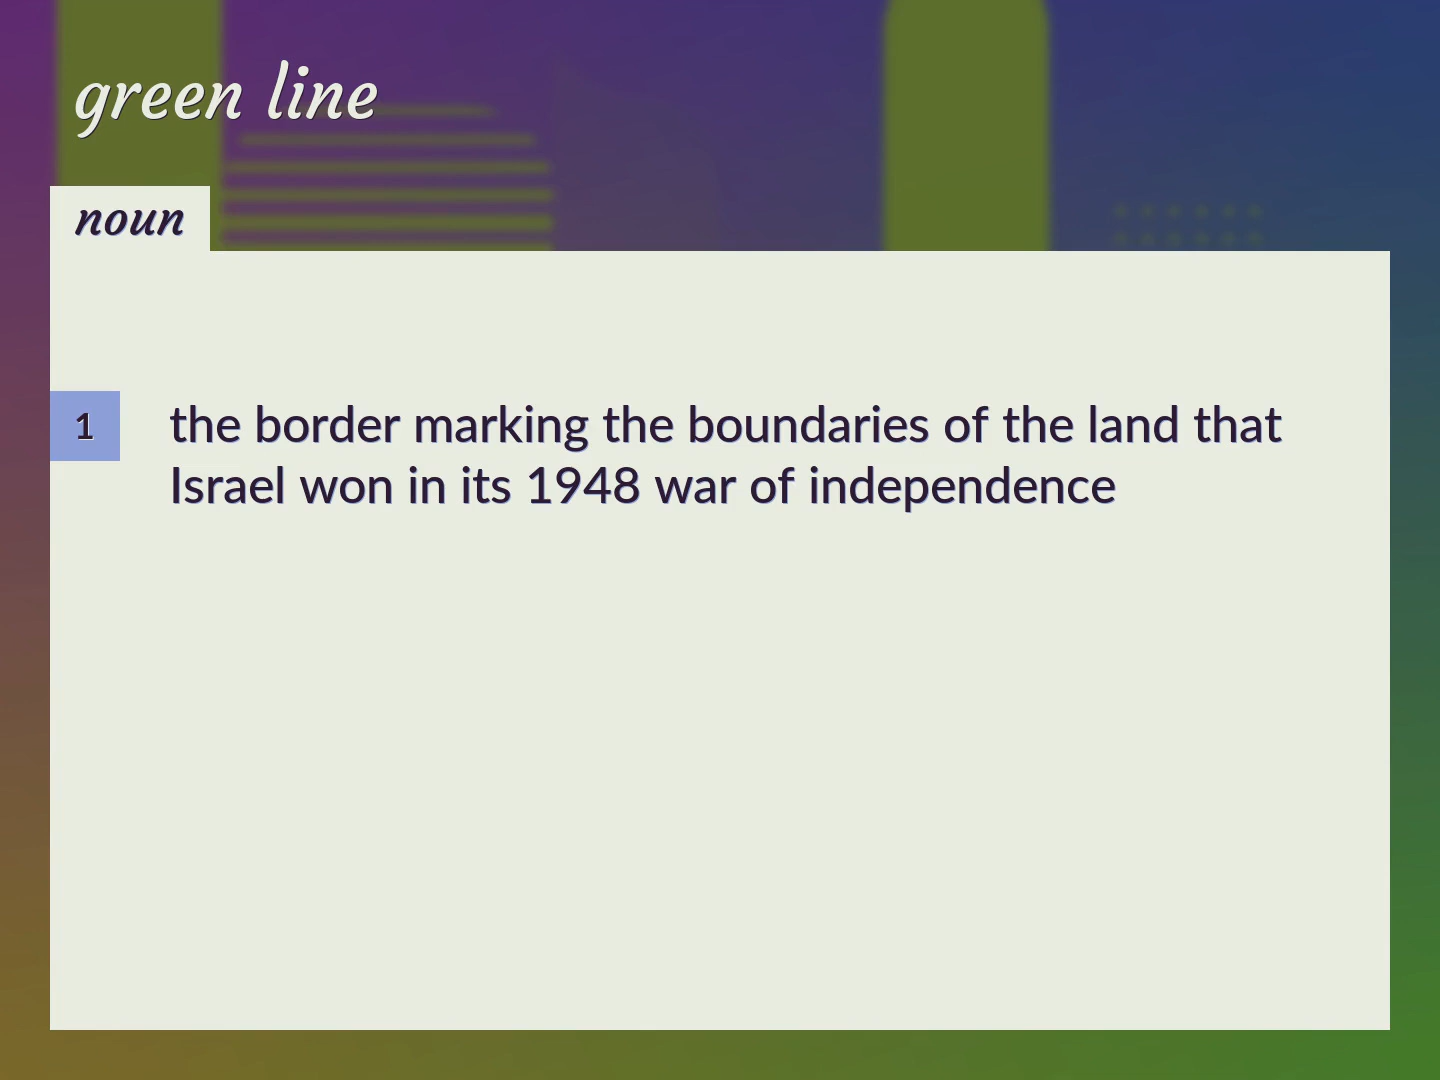 green line
noun
1
the border marking the boundaries of the land that
Israel won in its 1948 war of independence